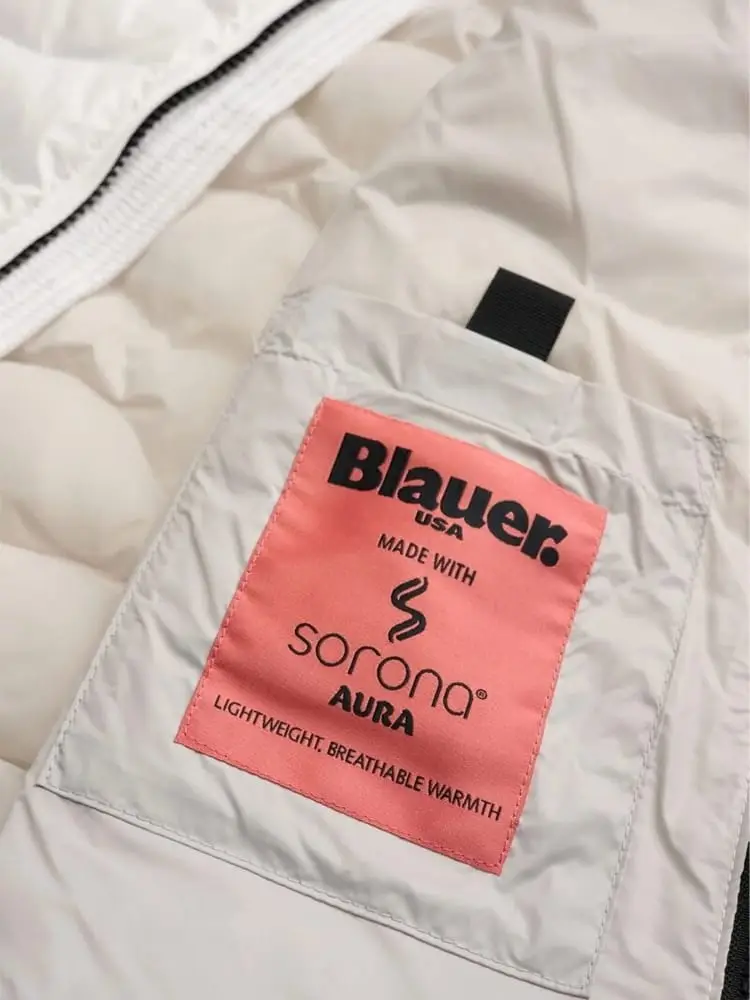 Blauer.
USA
MADE WITH
sorona®
AURA
LIGHTWEIGHT, BREATHABLE WARMTH